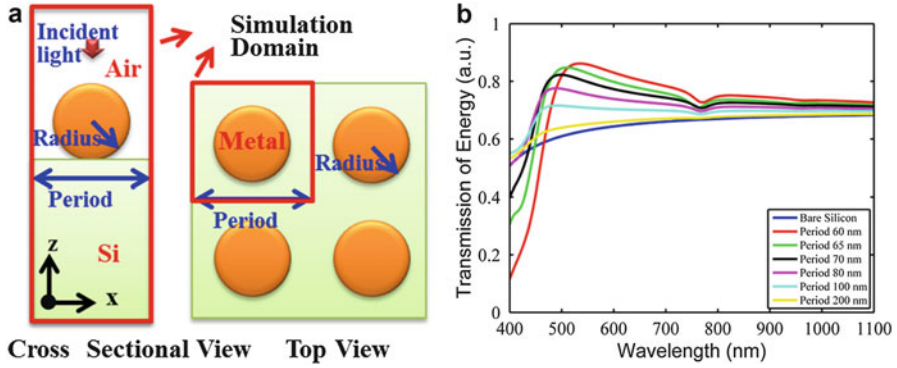 a
Incident light
Air
Radius
Period
Si
z
x
Cross Sectional View
Simulation Domain
Metal
Radius
Period
Top View
b
Transmission of Energy (a.u.)
1
0.8
0.6
0.4
0.2
0
400 500 600 700 800 900 1000 1100
Wavelength (nm)
Bare Silicon
Period 60 nm
Period 65 nm
Period 70 nm
Period 80 nm
Period 100 nm
Period 200 nm